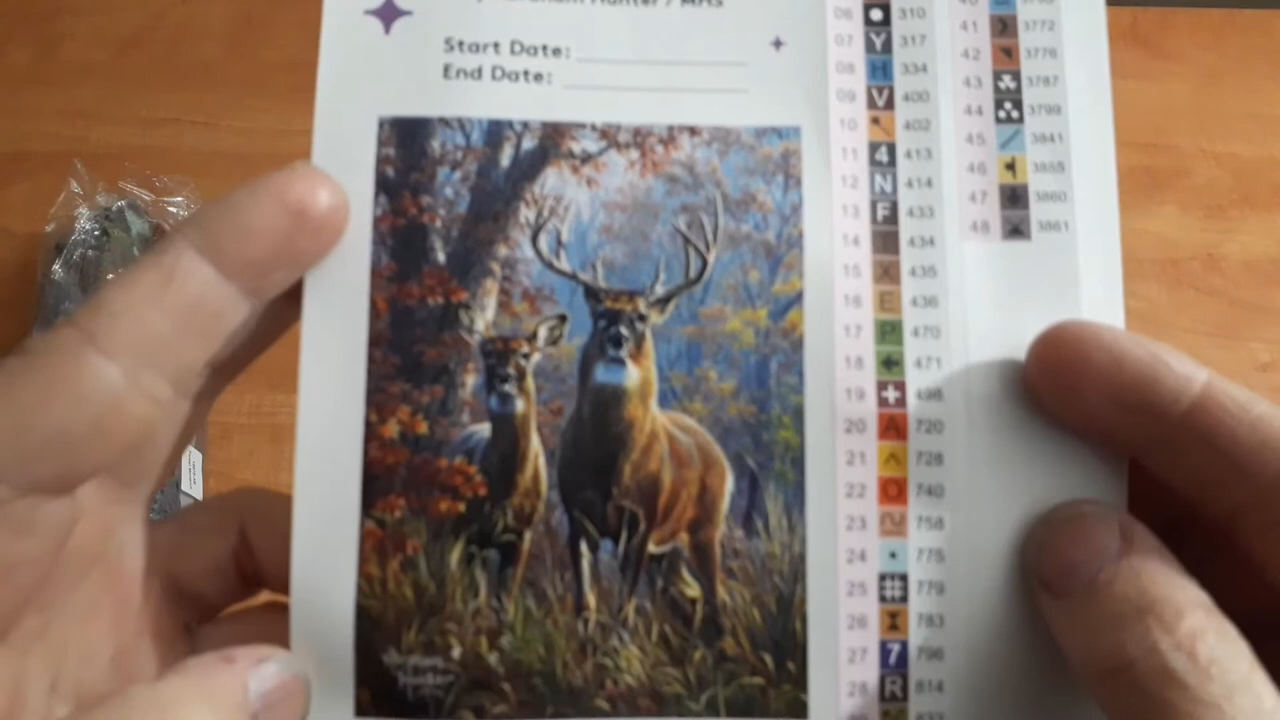 Hunter / MHS
Start Date:
End Date:
06 310
07 Y 317
08 H 334
09 V 400
10 402
11 4 413
12 N 414
13 F 433
14 434
15 X 435
16 E 436
17 P 470
18 471
19 + 498
20 A 720
21 728
22 O 740
23 758
24 775
25 # 779
26 783
27 7 796
28 R 814
41 3772
42 3776
43 3787
44 3799
45 3841
46 3855
47 3860
48 3861